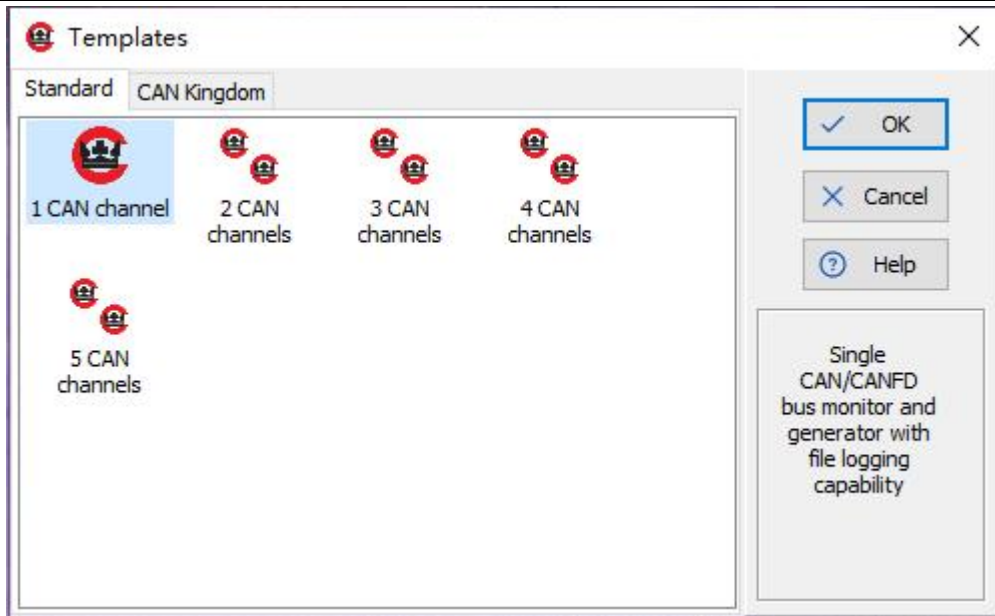 Templates
Standard
CAN Kingdom
1 CAN channel
2 CAN
channels
3 CAN
channels
4 CAN
channels
5 CAN
channels
OK
Cancel
Help
Single
CAN/CANFD
bus monitor and
generator with
file logging
capability